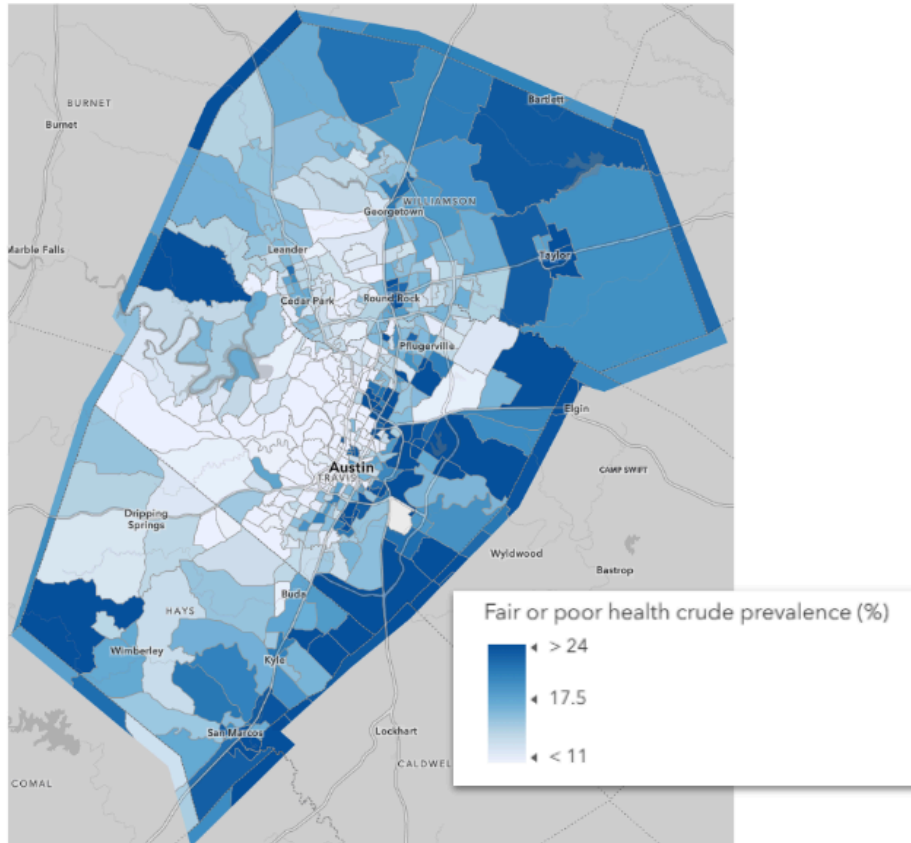 BURNET
Burnet
Bartlett
WILLIAMSON
Georgetown
Marble Falls
Leander
Taylor
Cedar Park
Round Rock
Pflugerville
Elgin
Austin
TRAVIS
CAMP SWIFT
Dripping
Springs
Wyldwood
Bastrop
Buda
HAYS
Wimberley
Kyle
San Marcos
Lockhart
CALDWEL
COMAL
Fair or poor health crude prevalence (%)
> 24
17.5
< 11